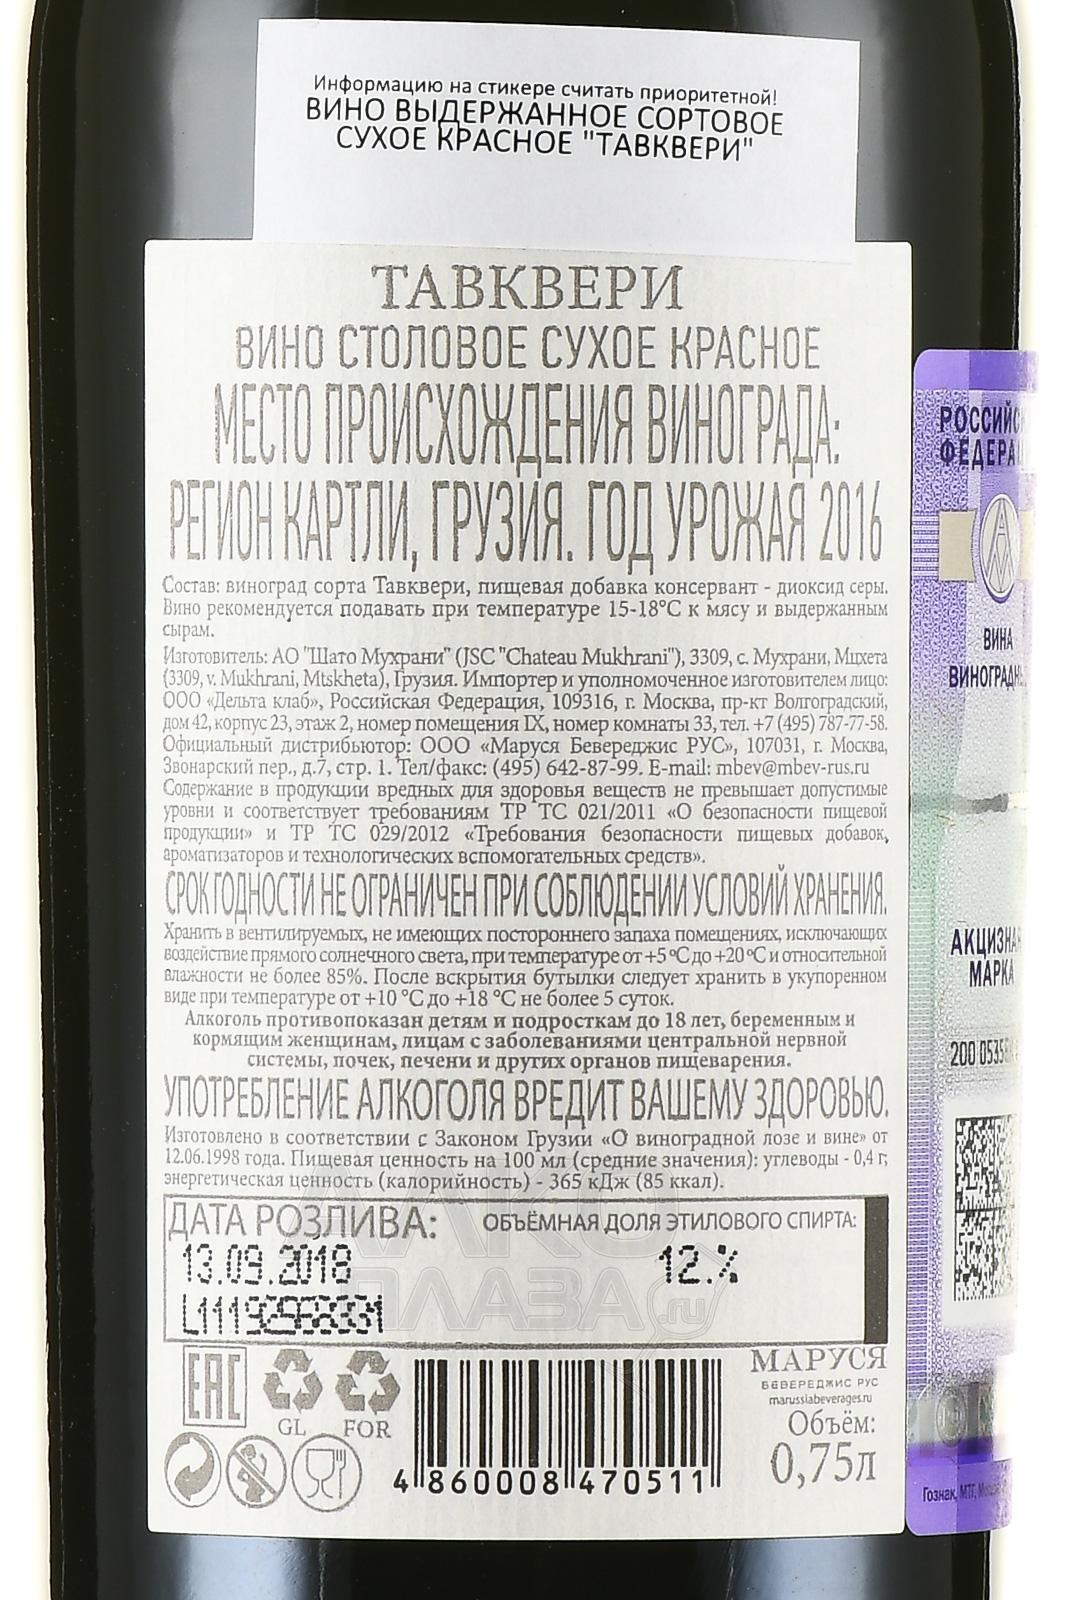 Информацию на стикере считать приоритетной!
ВИНО ВЫДЕРЖАННОЕ СОРТОВОЕ
СУХОЕ КРАСНОЕ "ТАВКВЕРИ"
ТАВКВЕРИ
ВИНО СТОЛОВОЕ СУХОЕ КРАСНОЕ
МЕСТО ПРОИСХОЖДЕНИЯ ВИНОГРАДА:
РЕГИОН КАРТЛИ, ГРУЗИЯ. ГОД УРОЖАЯ 2016
Состав: виноград сорта Тавквери, пищевая добавка консервант - диоксид серы.
Вино рекомендуется подавать при температуре 15-18°C к мясу и выдержанным
сырам.
Изготовитель: АО "Шато Мухрани" (JSC "Chateau Mukhrani"), 3309, с. Мухрани, Мцхета
(3309, v. Mukhrani, Mtskheta), Грузия. Импортер и уполномоченное изготовителем лицо:
ООО «Дельта клаб», Российская Федерация, 109316, г. Москва, пр-кт Волгоградский,
дом 42, корпус 23, этаж 2, номер помещения IX, номер комнаты 33, тел. +7 (495) 787-77-58.
Официальный дистрибьютор: ООО «Маруся Бевереджис РУС», 107031, г. Москва,
Звонарский пер., д.7, стр. 1. Тел/факс: (495) 642-87-99. E-mail: mbev@mbev-rus.ru
Содержание в продукции вредных для здоровья веществ не превышает допустимые
уровни и соответствует требованиям ТР ТС 021/2011 «О безопасности пищевой
продукции» и ТР ТС 029/2012 «Требования безопасности пищевых добавок,
ароматизаторов и технологических вспомогательных средств».
СРОК ГОДНОСТИ НЕ ОГРАНИЧЕН ПРИ СОБЛЮДЕНИИ УСЛОВИЙ ХРАНЕНИЯ.
Хранить в вентилируемых, не имеющих постороннего запаха помещениях, исключающих
воздействие прямого солнечного света, при температуре от +5 °C до +20 °C и относительной
влажности не более 85%. После вскрытия бутылки следует хранить в укупоренном
виде при температуре от +10 °C до +18 °C не более 5 суток.
Алкоголь противопоказан детям и подросткам до 18 лет, беременным и
кормящим женщинам, лицам с заболеваниями центральной нервной
системы, почек, печени и других органов пищеварения.
УПОТРЕБЛЕНИЕ АЛКОГОЛЯ ВРЕДИТ ВАШЕМУ ЗДОРОВЬЮ.
Изготовлено в соответствии с Законом Грузии «О виноградной лозе и вине» от
12.06.1998 года. Пищевая ценность на 100 мл (средние значения): углеводы - 0,4 г;
энергетическая ценность (калорийность) - 365 кДж (85 ккал).
ДАТА РОЗЛИВА: ОБЪЁМНАЯ ДОЛЯ ЭТИЛОВОГО СПИРТА:
13.09.2018 12.%
EAC
GL FOR
4 860008 470511
МАРУСЯ
БЕВЕРЕДЖИС РУС
marussiabeverages.ru
Объём:
0,75л
АЛКО
ПЛАЗА.ru
РОССИЙСК
ФЕДЕРА
ВИНА
ВИНОГРАДН
АКЦИЗНА
МАРКА
Гознак, МТГ,